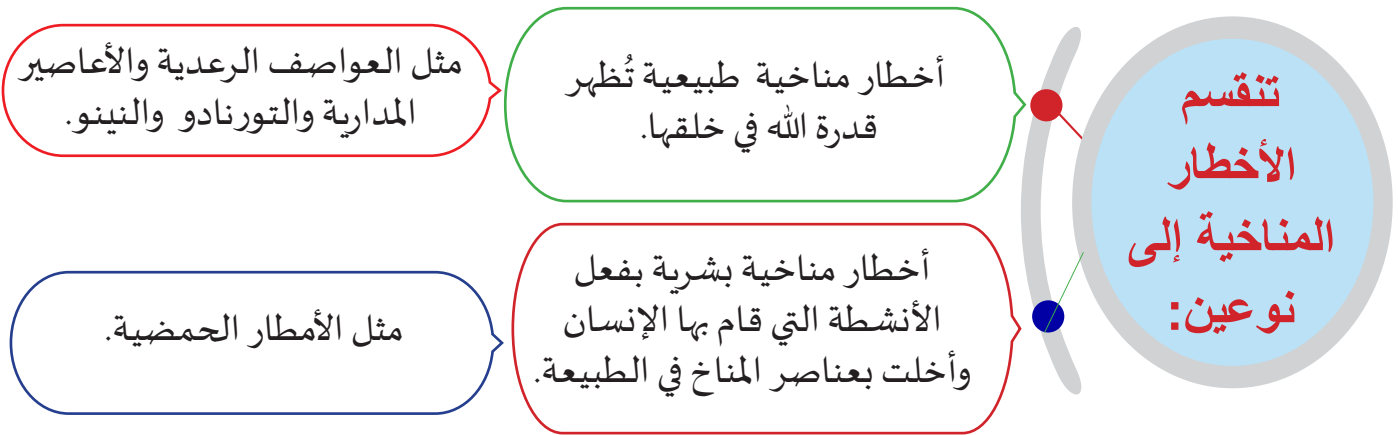 تنقسم
الأخطار
المناخية إلى
نوعين:
أخطار مناخية طبيعية تُظهر
قدرة الله في خلقها.
مثل العواصف الرعدية والأعاصير
المدارية والتورنادو والنينو.
أخطار مناخية بشرية بفعل
الأنشطة التي قام بها الإنسان
وأخلت بعناصر المناخ في الطبيعة.
مثل الأمطار الحمضية.